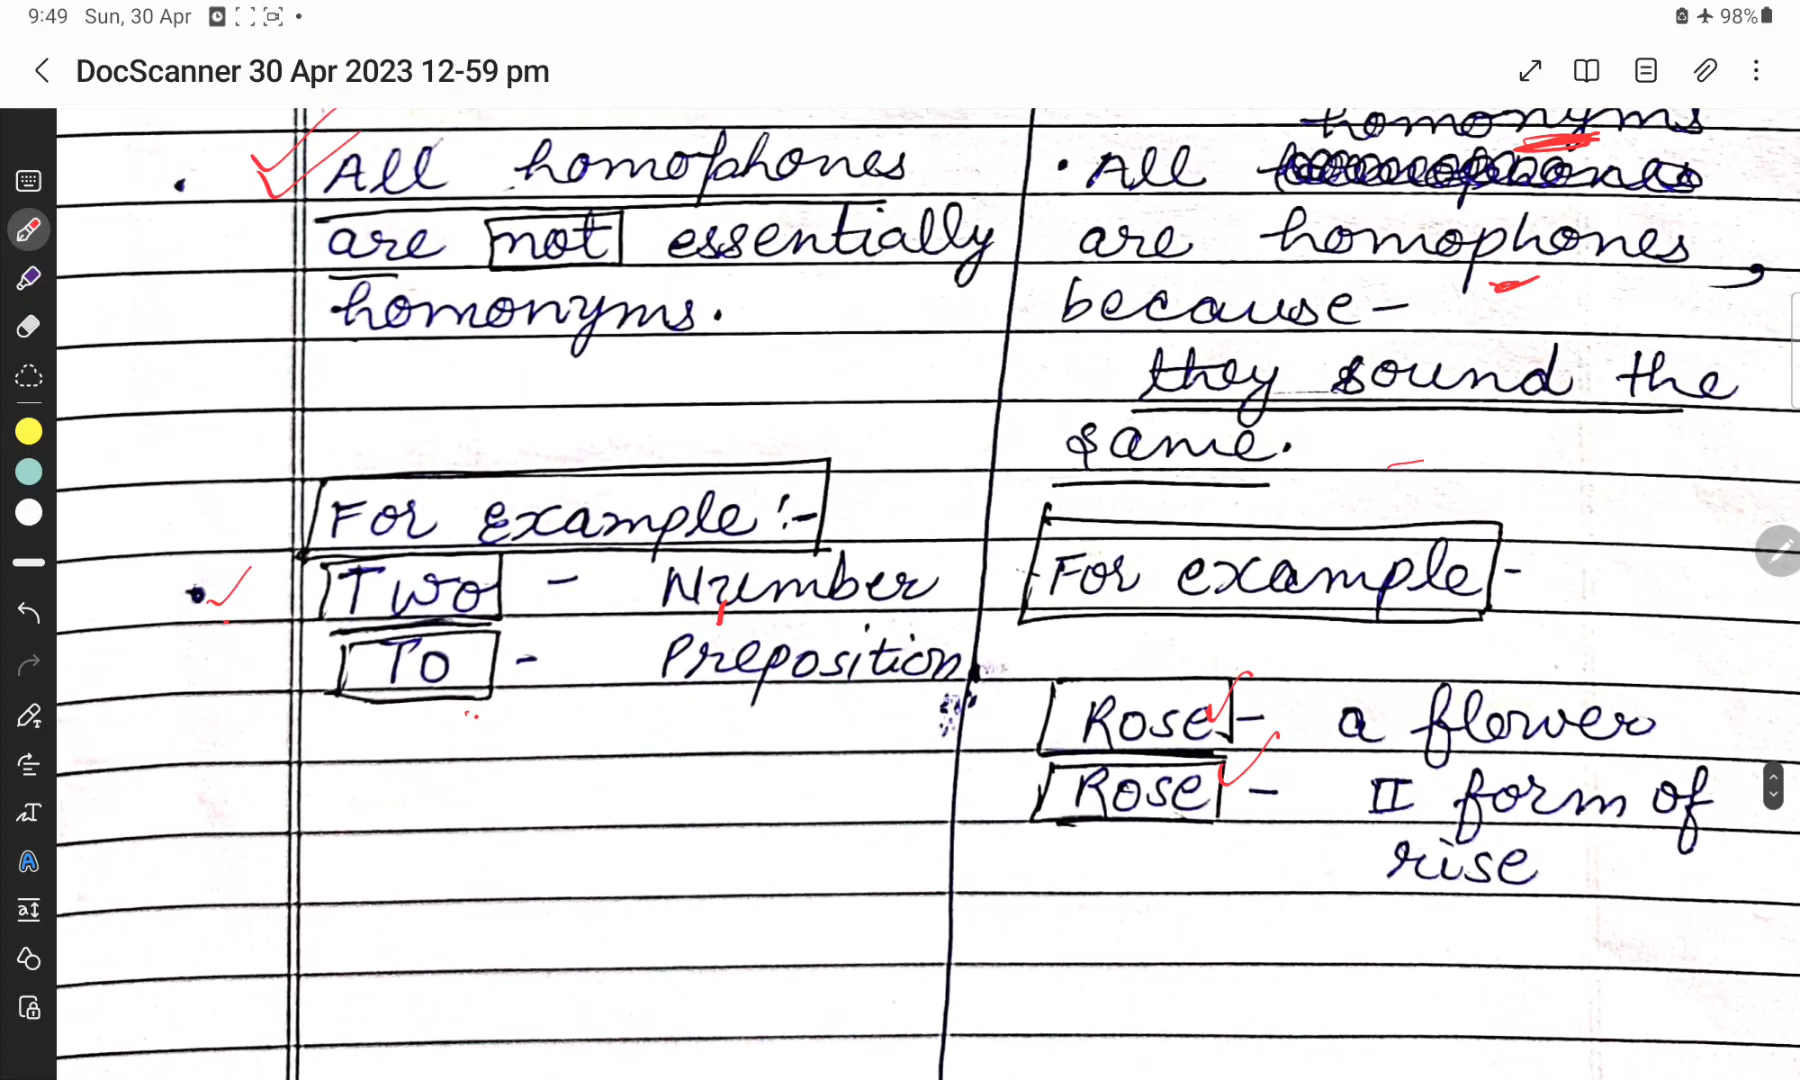 9:49 Sun, 30 Apr
98%
DocScanner 30 Apr 2023 12-59 pm
• All homophones
are not essentially
homonyms.
For example:-
• Two - Number
To - Preposition
homonyms
• All
are homophones,
because-
they sound the
same.
For example-
Rose - a flower
Rose - II form of
rise